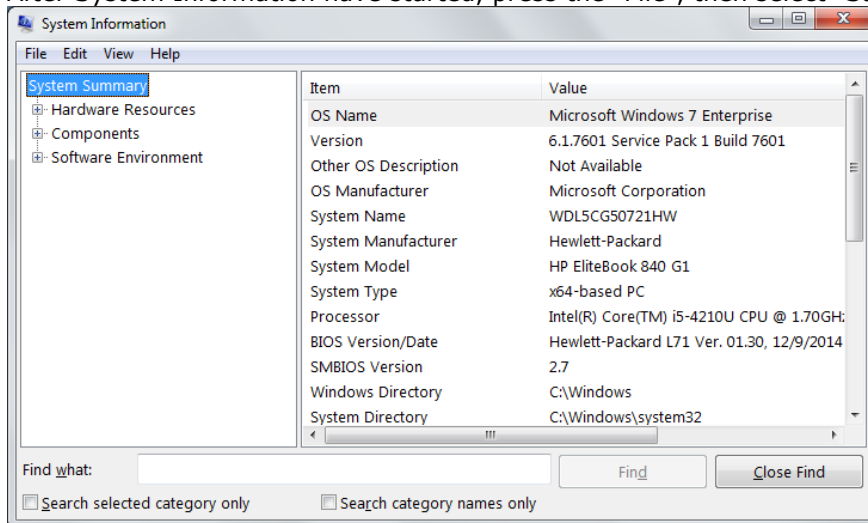 System Information
File Edit View Help
System Summary
Hardware Resources
Components
Software Environment
Item Value
OS Name Microsoft Windows 7 Enterprise
Version 6.1.7601 Service Pack 1 Build 7601
Other OS Description Not Available
OS Manufacturer Microsoft Corporation
System Name WDL5CG50721HW
System Manufacturer Hewlett-Packard
System Model HP EliteBook 840 G1
System Type x64-based PC
Processor Intel(R) Core(TM) i5-4210U CPU @ 1.70GH
BIOS Version/Date Hewlett-Packard L71 Ver. 01.30, 12/9/2014
SMBIOS Version 2.7
Windows Directory C:\Windows
System Directory C:\Windows\system32
Find what: Find Close Find
Search selected category only Search category names only